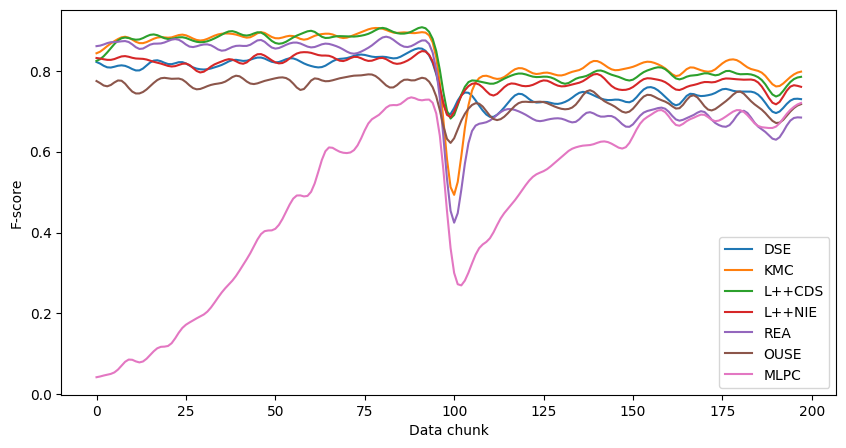 F-score
0.8
0.6
0.4
0.2
0.0
0
25
50
75
100
125
150
175
200
Data chunk
DSE
KMC
L++CDS
L++NIE
REA
OUSE
MLPC